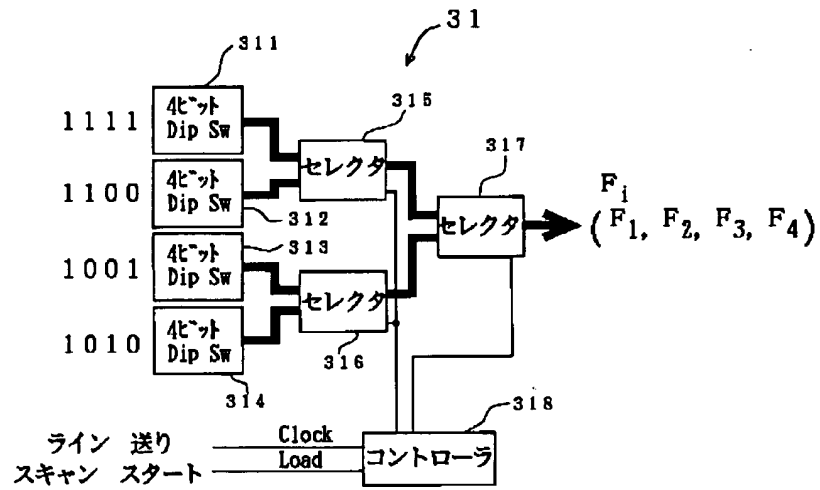 31
311
1111
4ビット
Dip Sw
315
セレクタ
317
1100
4ビット
Dip Sw
312
セレクタ
Fi
(F1, F2, F3, F4)
313
1001
4ビット
Dip Sw
セレクタ
316
1010
4ビット
Dip Sw
314
318
ライン 送り
Clock
コントローラ
スキャン スタート
Load